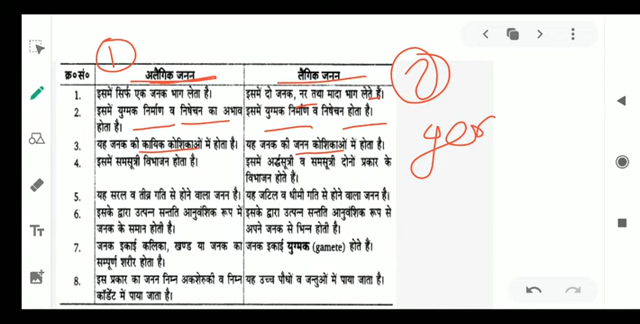 1
2
क्र०सं० अलैंगिक जनन लैंगिक जनन
1. इसमें सिर्फ एक जनक भाग लेता है। इसमें दो जनक, नर तथा मादा भाग लेते हैं।
2. इसमें युग्मक निर्माण व निषेचन का अभाव इसमें युग्मक निर्माण व निषेचन होता है।
होता है।
3. यह जनक की कायिक कोशिकाओं में होता है। यह जनक की जनन कोशिकाओं में होता है।
4. इसमें समसूत्री विभाजन होता है। इसमें अर्द्धसूत्री व समसूत्री दोनों प्रकार के
विभाजन होते हैं।
5. यह सरल व तीव्र गति से होने वाला जनन है। यह जटिल व धीमी गति से होने वाला जनन है।
6. इसके द्वारा उत्पन्न सन्तति आनुवंशिक रूप में इसके द्वारा उत्पन्न सन्तति आनुवंशिक रूप से
जनक के समान होती है। अपने जनक से भिन्न होती है।
7. जनक इकाई कलिका, खण्ड या जनक का जनक इकाई युग्मक (gamete) होते हैं।
सम्पूर्ण शरीर होता है।
8. इस प्रकार का जनन निम्न अकशेरुकी व निम्न यह उच्च पौधों व जन्तुओं में पाया जाता है।
कॉर्डेट में पाया जाता है।